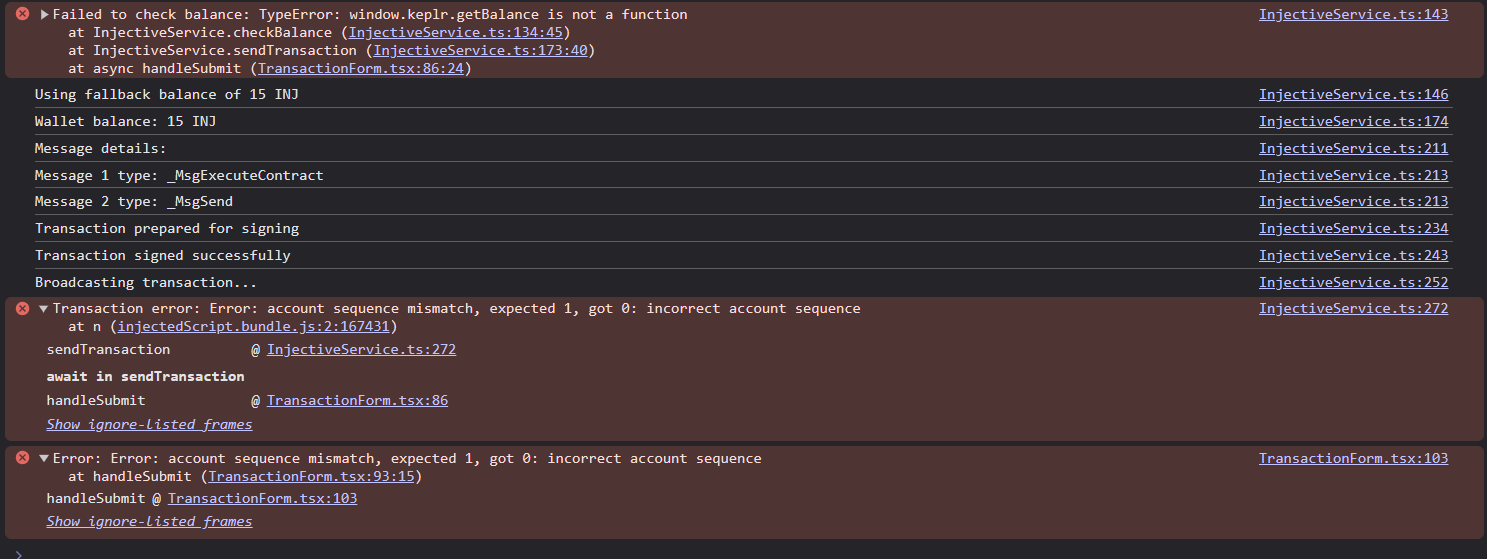 Failed to check balance: TypeError: window.keplr.getBalance is not a function InjectiveService.ts:143
at InjectiveService.checkBalance (InjectiveService.ts:134:45)
at InjectiveService.sendTransaction (InjectiveService.ts:173:40)
at async handleSubmit (TransactionForm.tsx:86:24)
Using fallback balance of 15 INJ InjectiveService.ts:146
Wallet balance: 15 INJ InjectiveService.ts:174
Message details: InjectiveService.ts:211
Message 1 type: _MsgExecuteContract InjectiveService.ts:213
Message 2 type: _MsgSend InjectiveService.ts:213
Transaction prepared for signing InjectiveService.ts:234
Transaction signed successfully InjectiveService.ts:243
Broadcasting transaction... InjectiveService.ts:252
Transaction error: Error: account sequence mismatch, expected 1, got 0: incorrect account sequence InjectiveService.ts:272
at n (injectedScript.bundle.js:2:167431)
sendTransaction @ InjectiveService.ts:272
await in sendTransaction
handleSubmit @ TransactionForm.tsx:86
Show ignore-listed frames
Error: Error: account sequence mismatch, expected 1, got 0: incorrect account sequence TransactionForm.tsx:103
at handleSubmit (TransactionForm.tsx:93:15)
handleSubmit @ TransactionForm.tsx:103
Show ignore-listed frames